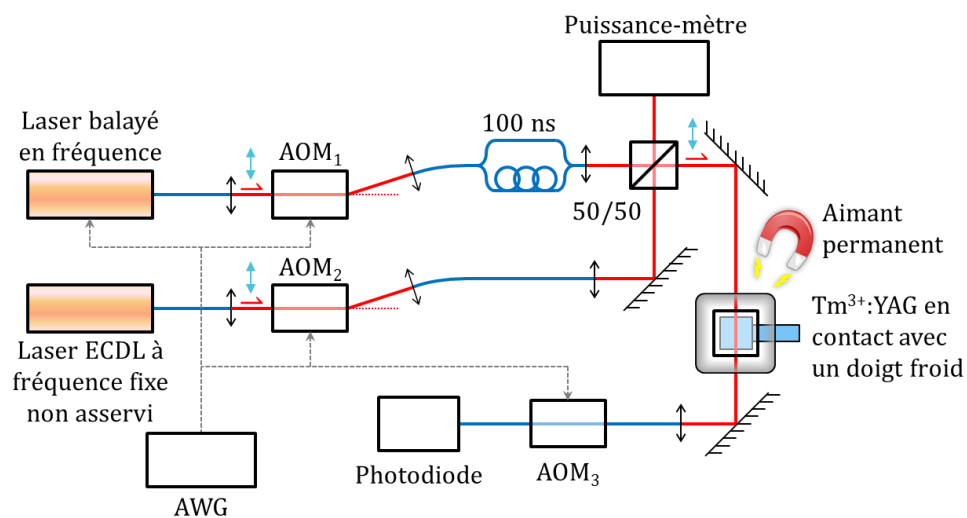 Puissance-mètre
Laser balayé
en fréquence
AOM1
100 ns
50/50
Aimant
permanent
AOM2
Laser ECDL à
fréquence fixe
non asservi
Tm3+:YAG en
contact avec
un doigt froid
Photodiode
AOM3
AWG